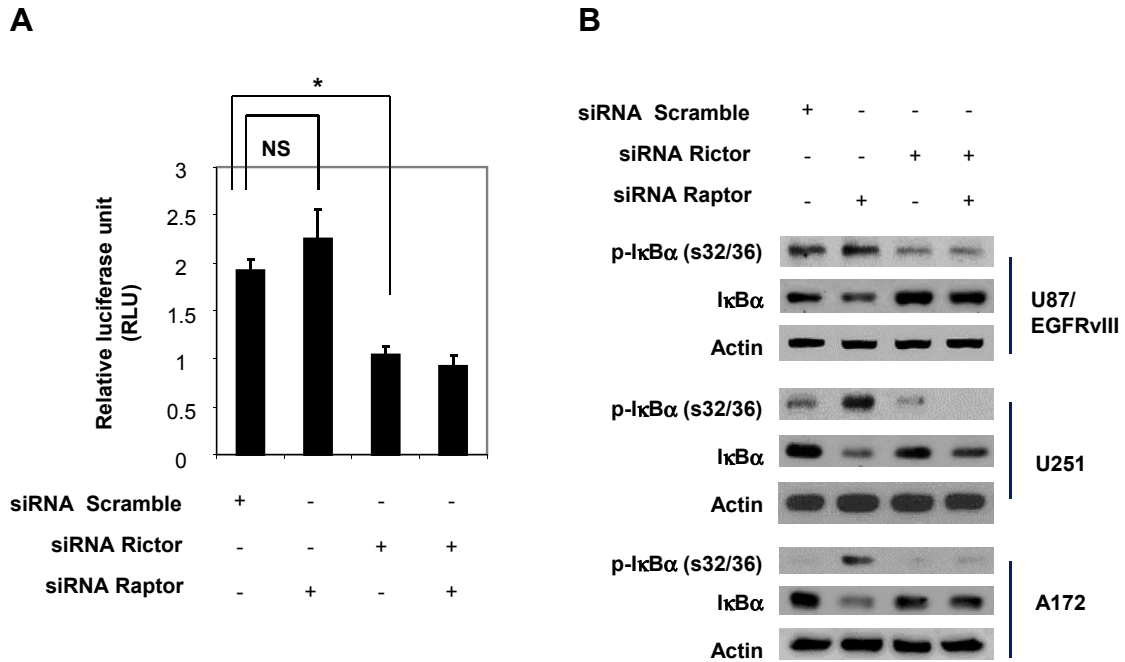 A
*
NS
3
2.5
2
1.5
1
0.5
0
Relative luciferase unit
(RLU)
siRNA Scramble + - - -
siRNA Rictor - - + +
siRNA Raptor - + - +
B
siRNA Scramble + - - -
siRNA Rictor - - + +
siRNA Raptor - + - +
p-IκBα (s32/36)
IκBα
Actin
U87/
EGFRvIII
p-IκBα (s32/36)
IκBα
Actin
U251
p-IκBα (s32/36)
IκBα
Actin
A172